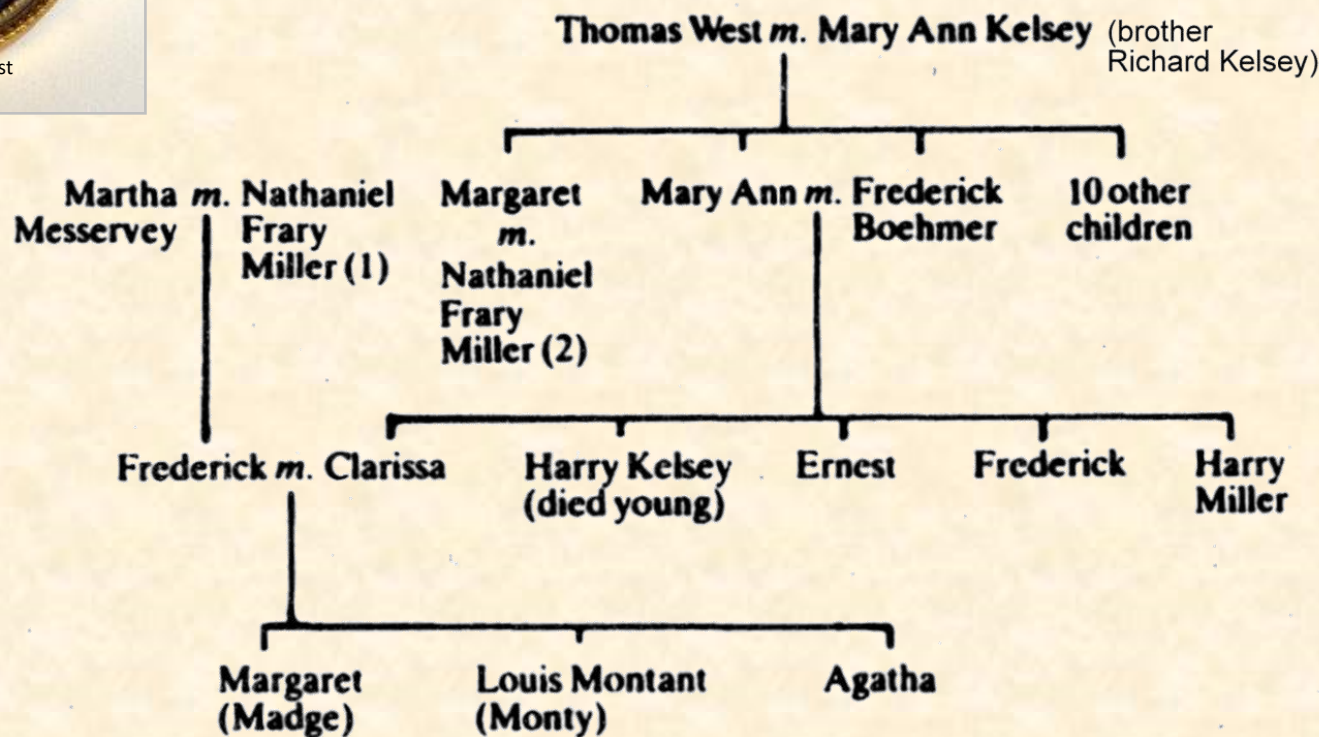 st
Thomas West m. Mary Ann Kelsey (brother
Richard Kelsey)
Martha m. Nathaniel
Messervey Frary
Miller (1)
Margaret
m.
Nathaniel
Frary
Miller (2)
Mary Ann m. Frederick
Boehmer
10 other
children
Frederick m. Clarissa
Harry Kelsey
(died young)
Ernest
Frederick
Harry
Miller
Margaret
(Madge)
Louis Montant
(Monty)
Agatha